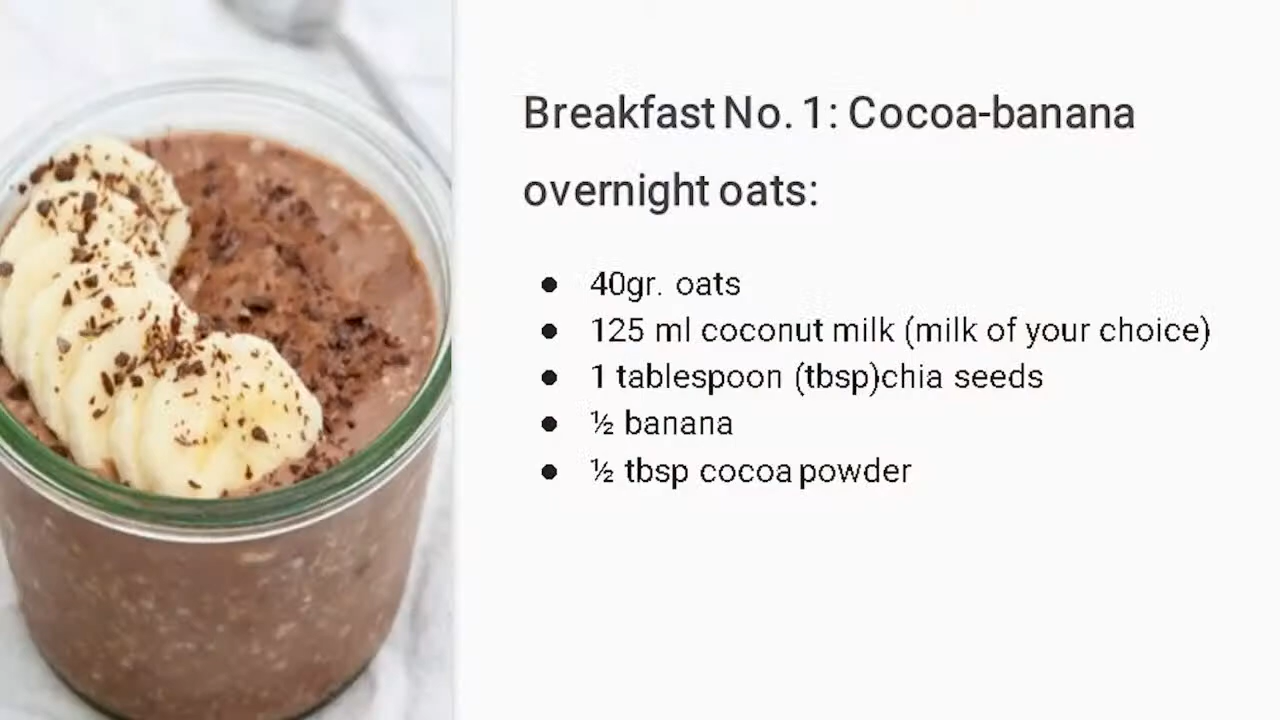 Breakfast No. 1: Cocoa-banana
overnight oats:
● 40gr. oats
● 125 ml coconut milk (milk of your choice)
● 1 tablespoon (tbsp)chia seeds
● ½ banana
● ½ tbsp cocoa powder